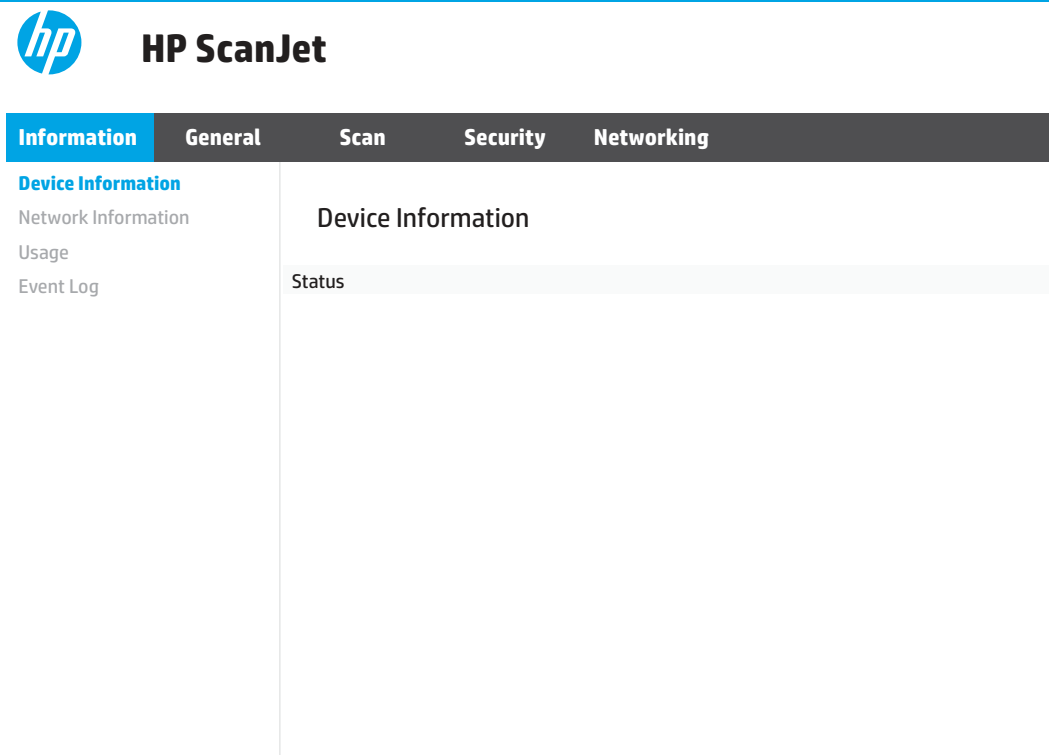 hp
HP ScanJet
Information General Scan Security Networking
Device Information
Network Information
Usage
Event Log
Device Information
Status